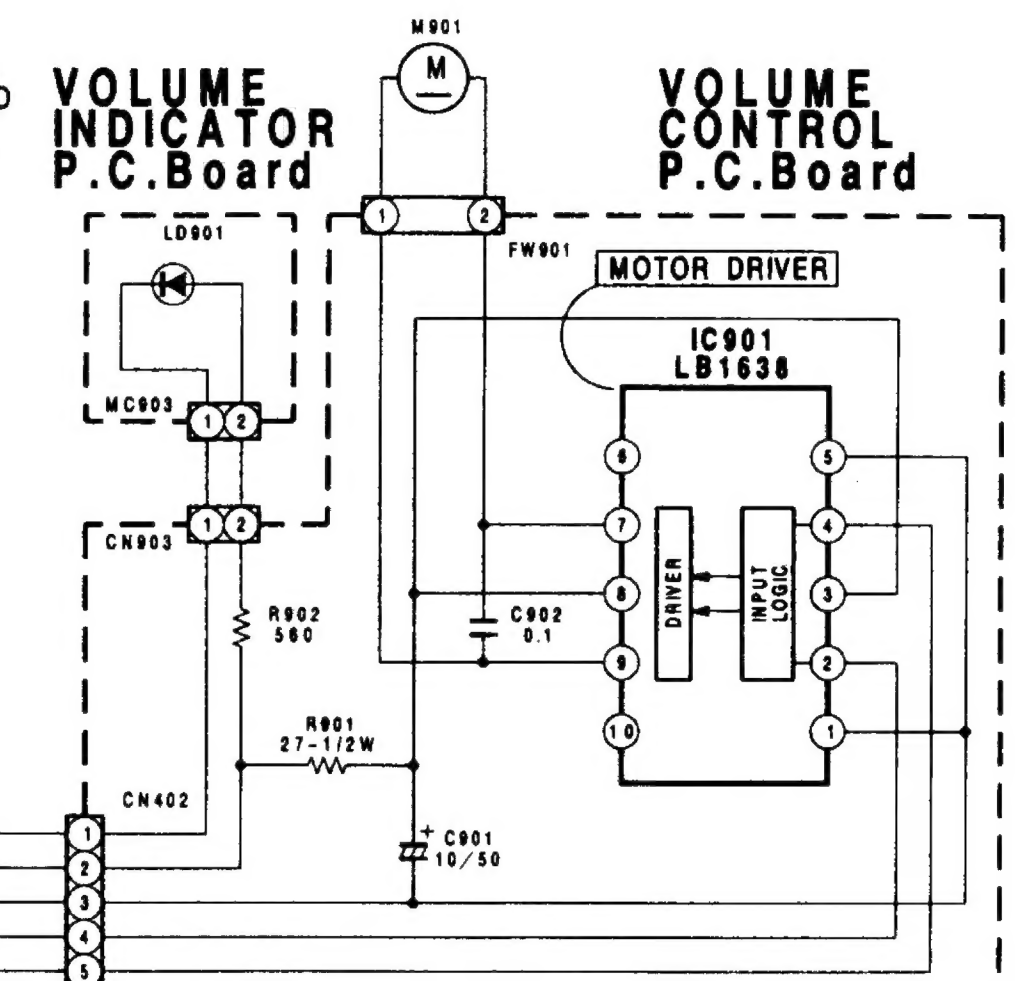 M901
M
VOLUME
INDICATOR
P.C.Board
VOLUME
CONTROL
P.C.Board
1 2
FW901
LD901
MOTOR DRIVER
IC901
LB1638
MC903
1 2
6 5
CN903
1 2
7 4
DRIVER
INPUT
LOGIC
8 3
R902
560
C902
0.1
9 2
R901
27-1/2W
10 1
CN402
1
C901
+
10/50
2
3
4
5